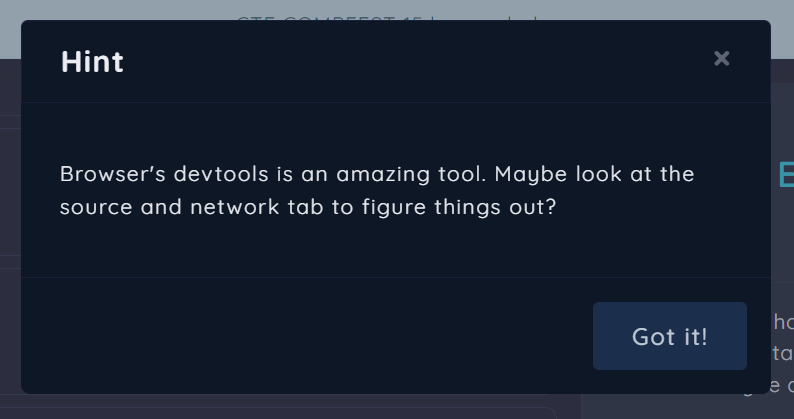 Hint
Browser's devtools is an amazing tool. Maybe look at the
source and network tab to figure things out?
Got it!